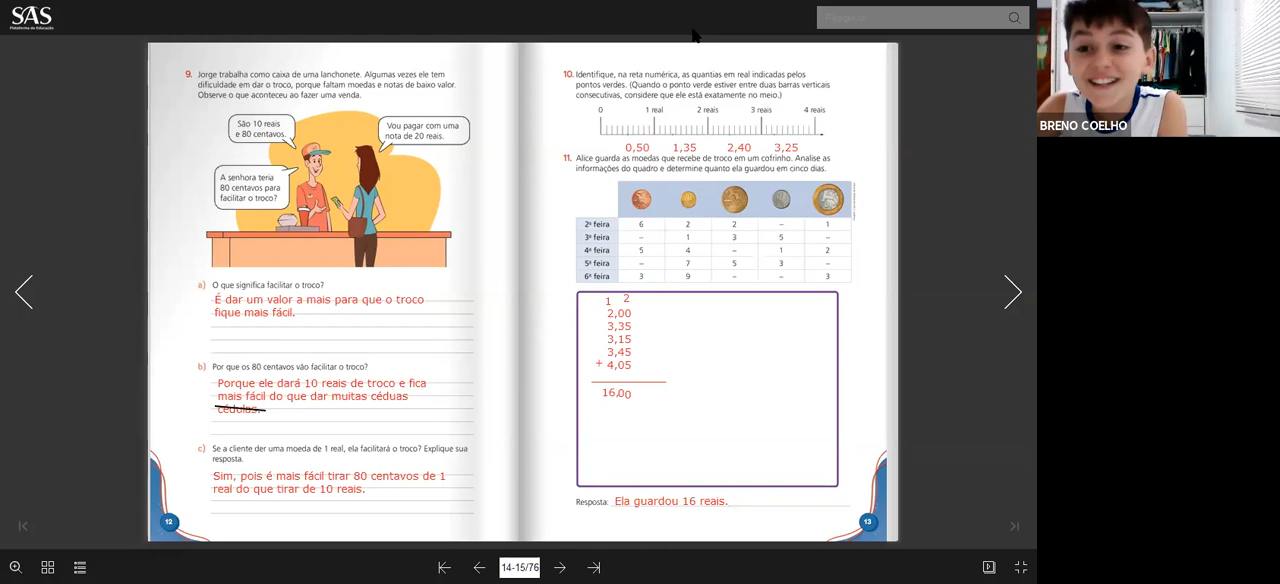 SAS
Plataforma de Educação
BRENO COELHO
9. Jorge trabalha como caixa de uma lanchonete. Algumas vezes ele tem
dificuldade em dar o troco, porque faltam moedas e notas de baixo valor.
Observe o que aconteceu ao fazer uma venda.
São 10 reais
e 80 centavos.
Vou pagar com uma
nota de 20 reais.
A senhora teria
80 centavos para
facilitar o troco?
a) O que significa facilitar o troco?
É dar um valor a mais para que o troco
fique mais fácil.
b) Por que os 80 centavos vão facilitar o troco?
Porque ele dará 10 reais de troco e fica
mais fácil do que dar muitas céduas
cédulas.
c) Se a cliente der uma moeda de 1 real, ela facilitará o troco? Explique sua
resposta.
Sim, pois é mais fácil tirar 80 centavos de 1
real do que tirar de 10 reais.
12
10. Identifique, na reta numérica, as quantias em real indicadas pelos
pontos verdes. (Quando o ponto verde estiver entre duas barras verticais
consecutivas, considere que ele está exatamente no meio.)
0 1 real 2 reais 3 reais 4 reais
0,50 1,35 2,40 3,25
11. Alice guarda as moedas que recebe de troco em um cofrinho. Analise as
informações do quadro e determine quanto ela guardou em cinco dias.
2ª feira 6 2 2 – 1
3ª feira – 1 3 5 –
4ª feira 5 4 – 1 2
5ª feira – 7 5 3 –
6ª feira 3 9 – – 3
1 2
2,00
3,35
3,15
3,45
+ 4,05
16,00
Resposta: Ela guardou 16 reais.
13
14-15/76